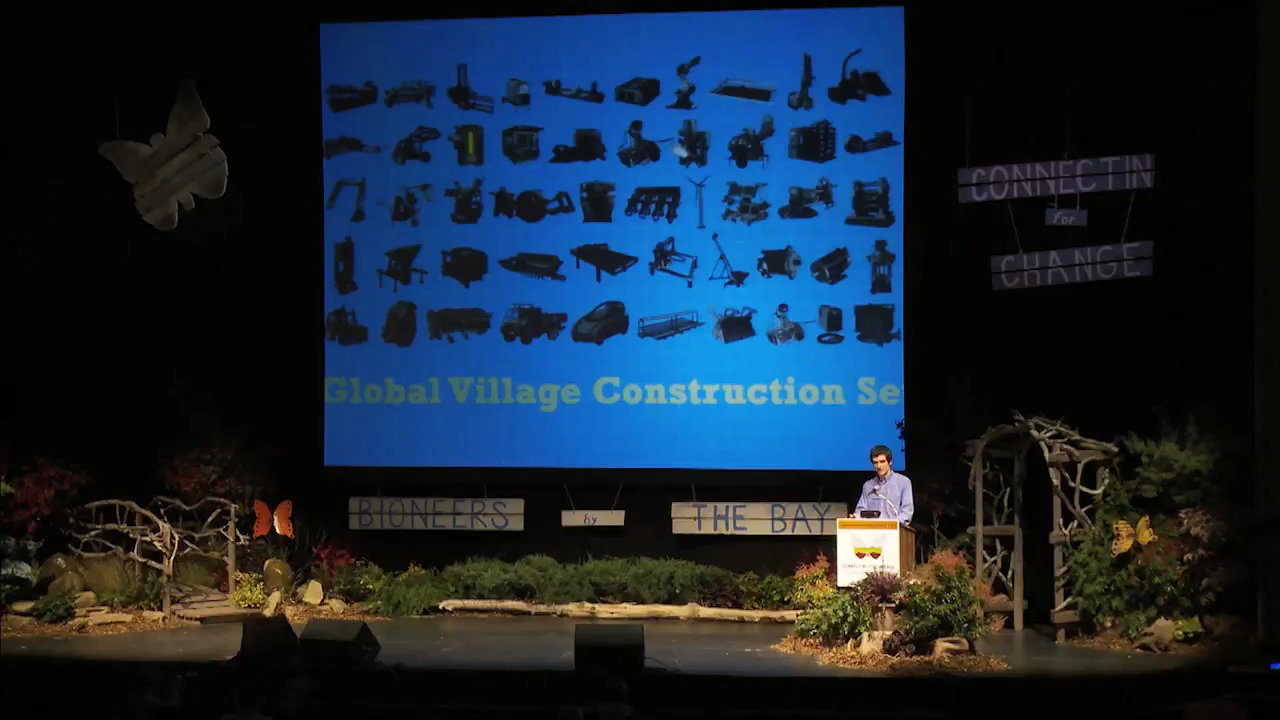 Global Village Construction Se
CONNECTIN
for
CHANGE
BIONEERS
by
THE BAY